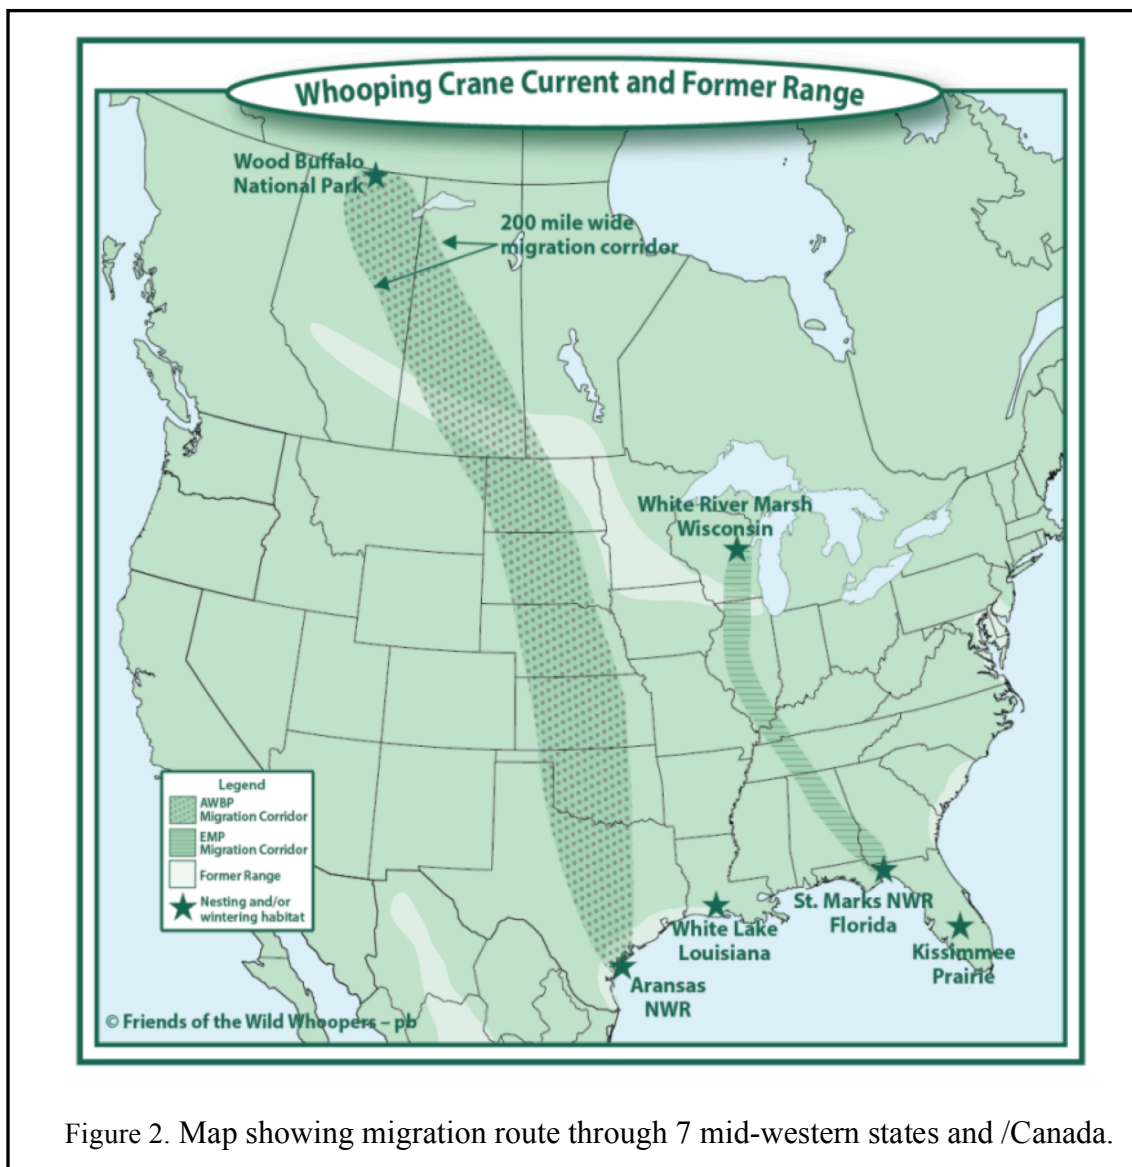 Whooping Crane Current and Former Range
Wood Buffalo
National Park
200 mile wide
migration corridor
White River Marsh
Wisconsin
Legend
AWBP
Migration Corridor
EMP
Migration Corridor
Former Range
Nesting and/or
wintering habitat
St. Marks NWR
Florida
White Lake
Louisiana
Kissimmee
Prairie
Aransas
NWR
© Friends of the Wild Whoopers – pb
Figure 2. Map showing migration route through 7 mid-western states and /Canada.